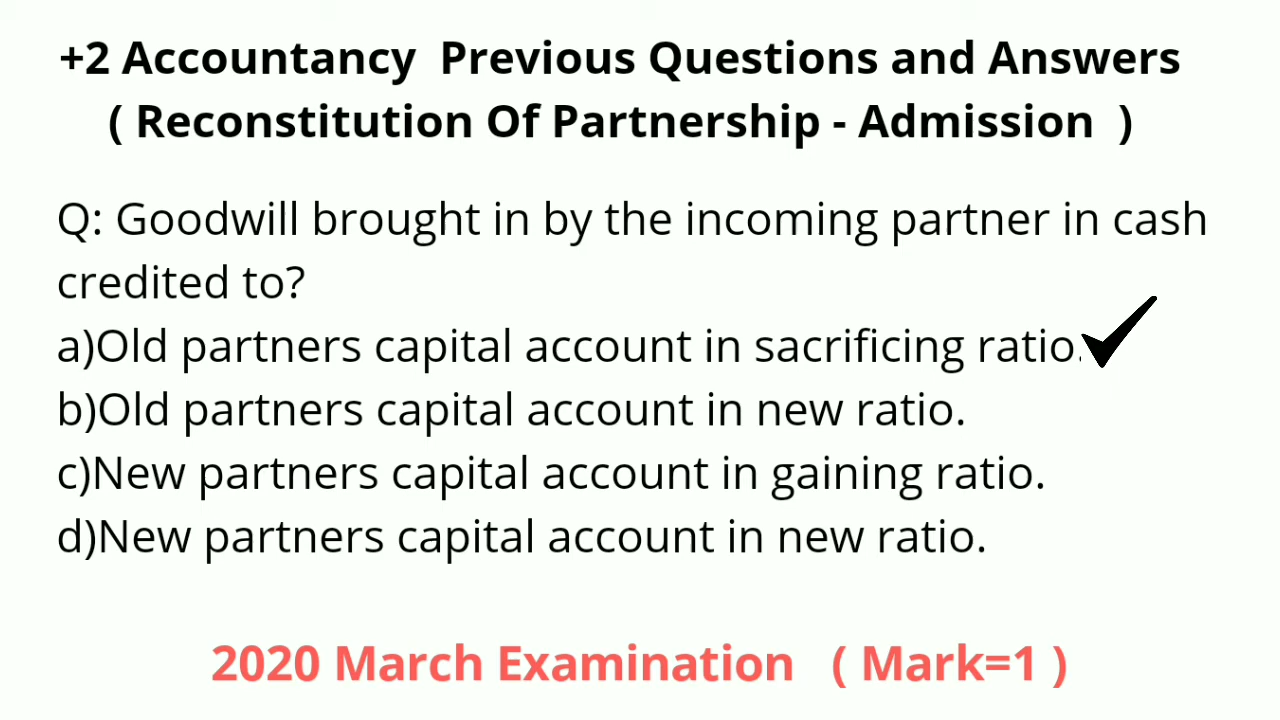 +2 Accountancy Previous Questions and Answers
( Reconstitution Of Partnership - Admission )
Q: Goodwill brought in by the incoming partner in cash
credited to?
a)Old partners capital account in sacrificing ratio.
b)Old partners capital account in new ratio.
c)New partners capital account in gaining ratio.
d)New partners capital account in new ratio.
2020 March Examination ( Mark=1 )